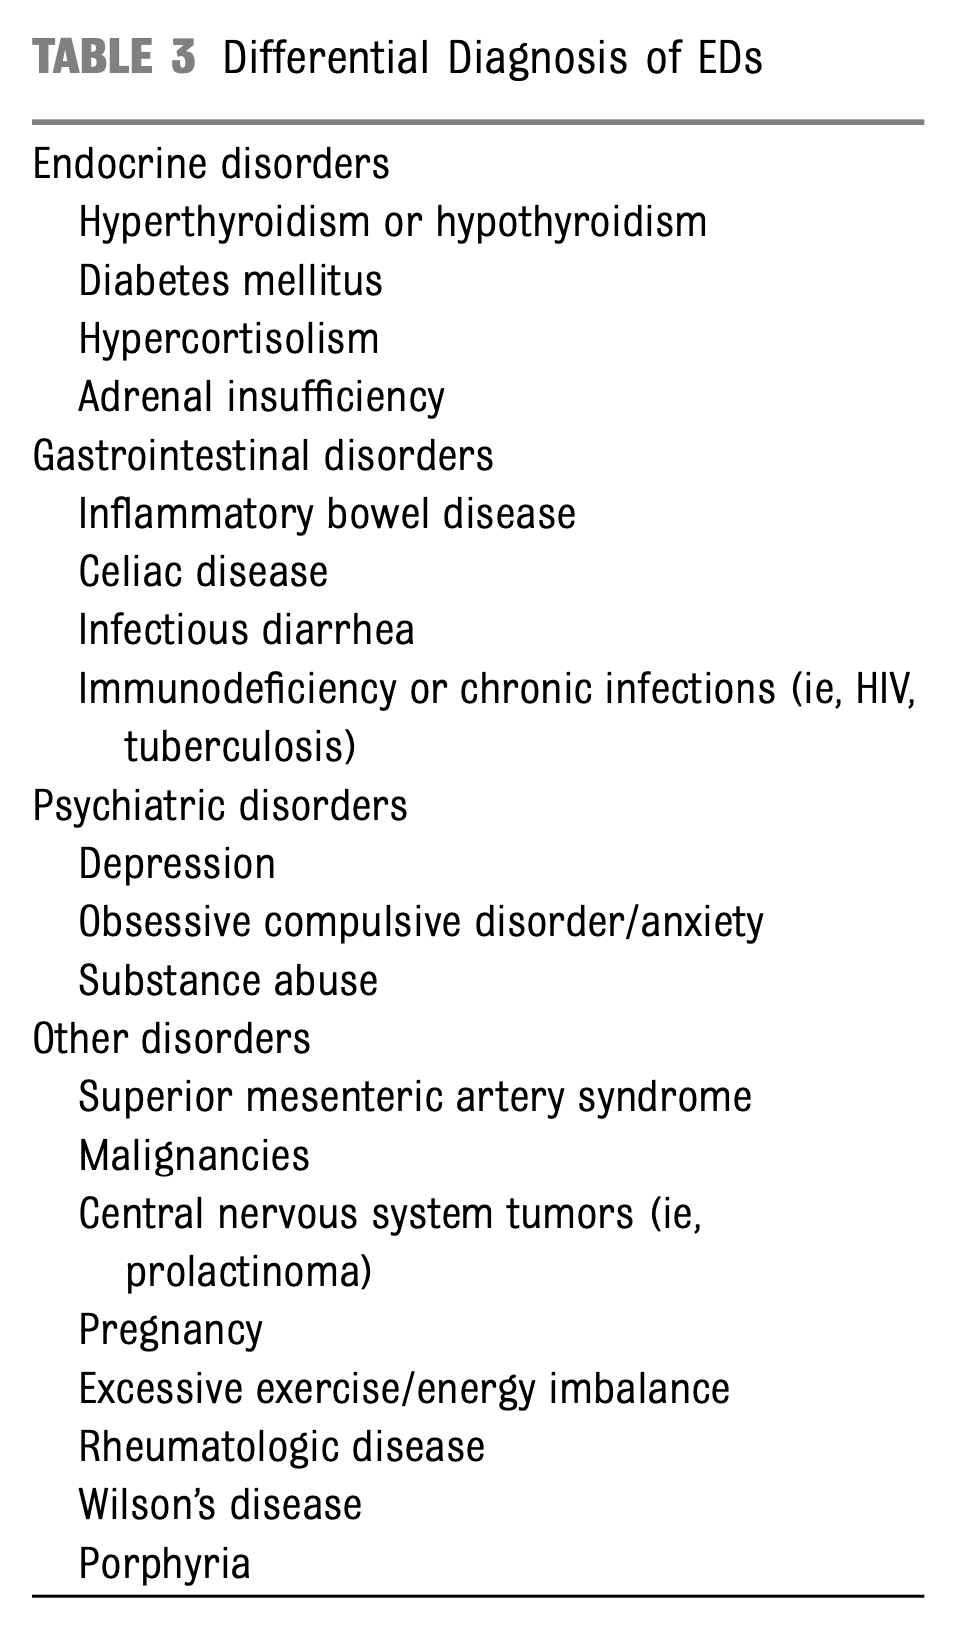 TABLE 3 Differential Diagnosis of EDs
Endocrine disorders
Hyperthyroidism or hypothyroidism
Diabetes mellitus
Hypercortisolism
Adrenal insufficiency
Gastrointestinal disorders
Inflammatory bowel disease
Celiac disease
Infectious diarrhea
Immunodeficiency or chronic infections (ie, HIV,
tuberculosis)
Psychiatric disorders
Depression
Obsessive compulsive disorder/anxiety
Substance abuse
Other disorders
Superior mesenteric artery syndrome
Malignancies
Central nervous system tumors (ie,
prolactinoma)
Pregnancy
Excessive exercise/energy imbalance
Rheumatologic disease
Wilson’s disease
Porphyria